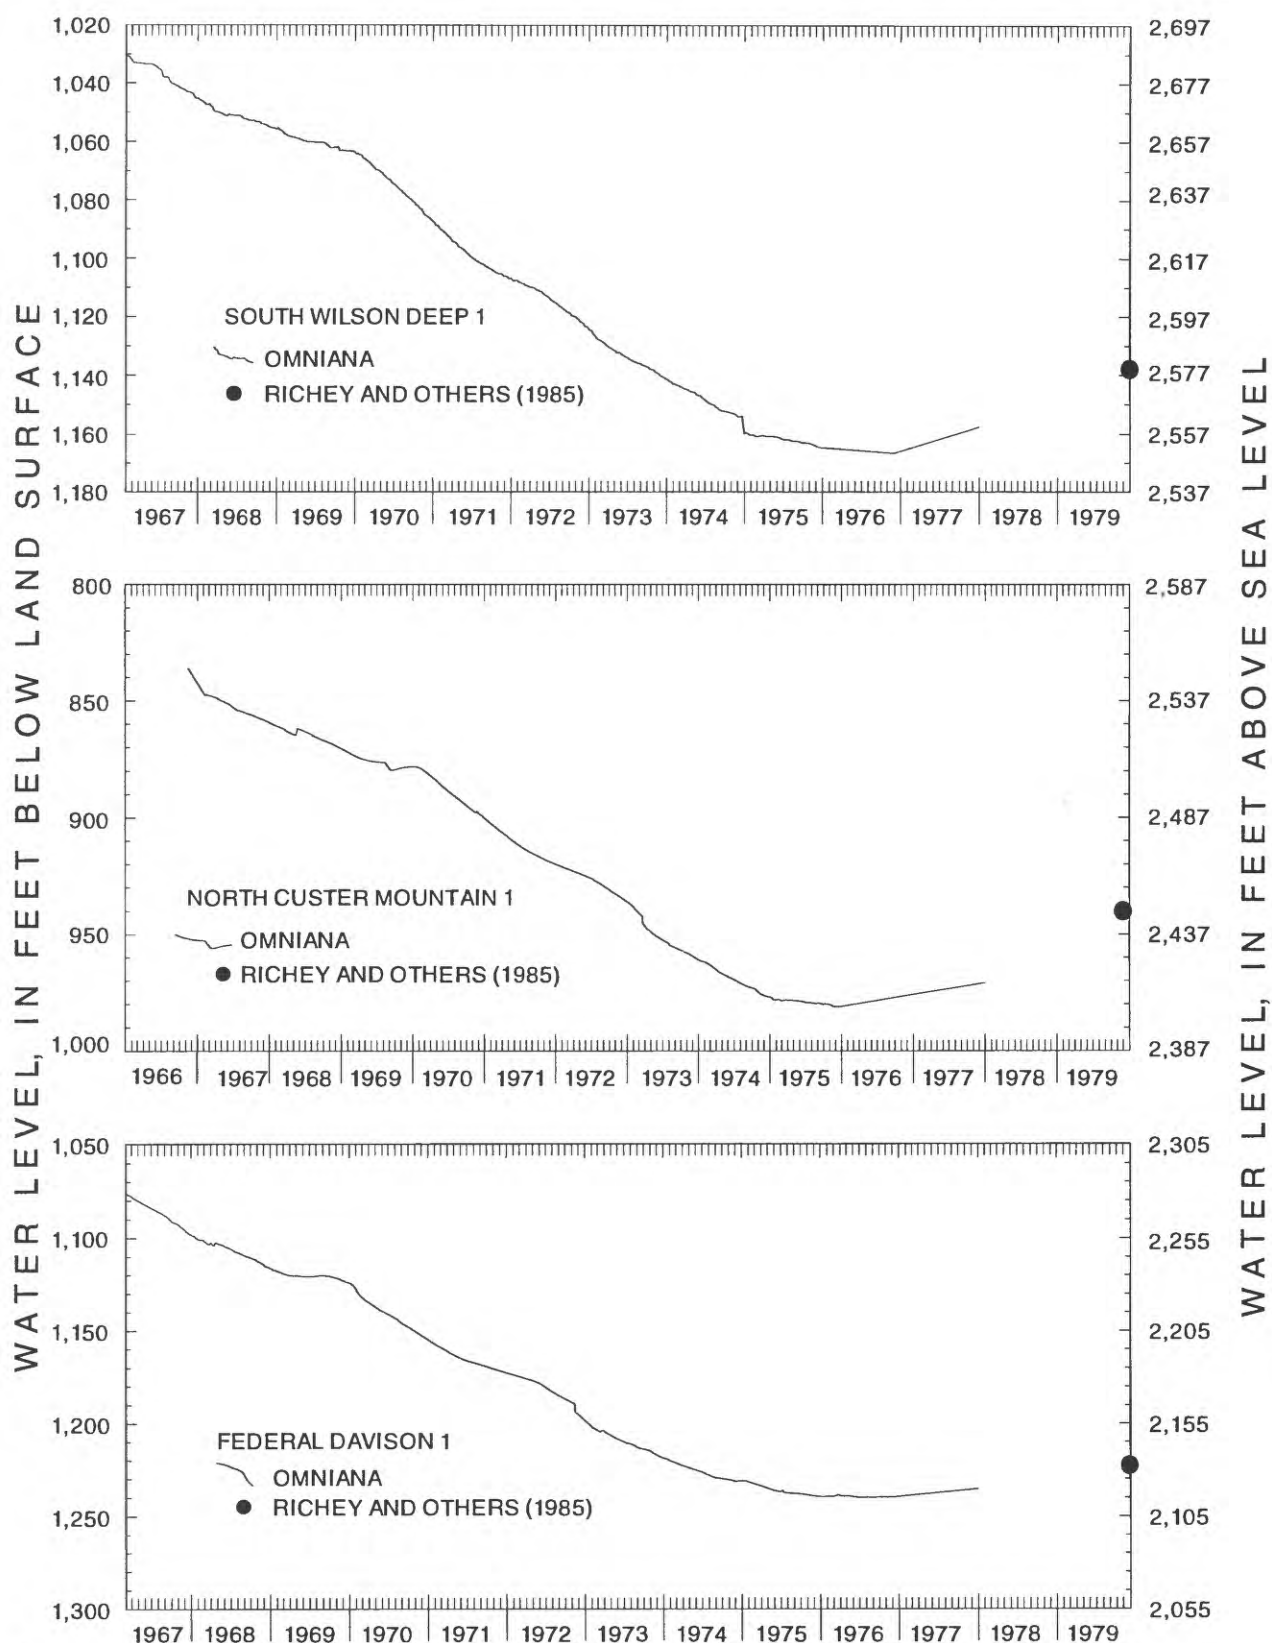 WATER LEVEL, IN FEET BELOW LAND SURFACE
WATER LEVEL, IN FEET ABOVE SEA LEVEL
1,020
1,040
1,060
1,080
1,100
1,120
1,140
1,160
1,180
2,697
2,677
2,657
2,637
2,617
2,597
2,577
2,557
2,537
SOUTH WILSON DEEP 1
OMNIANA
RICHEY AND OTHERS (1985)
1967 1968 1969 1970 1971 1972 1973 1974 1975 1976 1977 1978 1979
800
850
900
950
1,000
2,587
2,537
2,487
2,437
2,387
NORTH CUSTER MOUNTAIN 1
OMNIANA
RICHEY AND OTHERS (1985)
1966 1967 1968 1969 1970 1971 1972 1973 1974 1975 1976 1977 1978 1979
1,050
1,100
1,150
1,200
1,250
1,300
2,305
2,255
2,205
2,155
2,105
2,055
FEDERAL DAVISON 1
OMNIANA
RICHEY AND OTHERS (1985)
1967 1968 1969 1970 1971 1972 1973 1974 1975 1976 1977 1978 1979